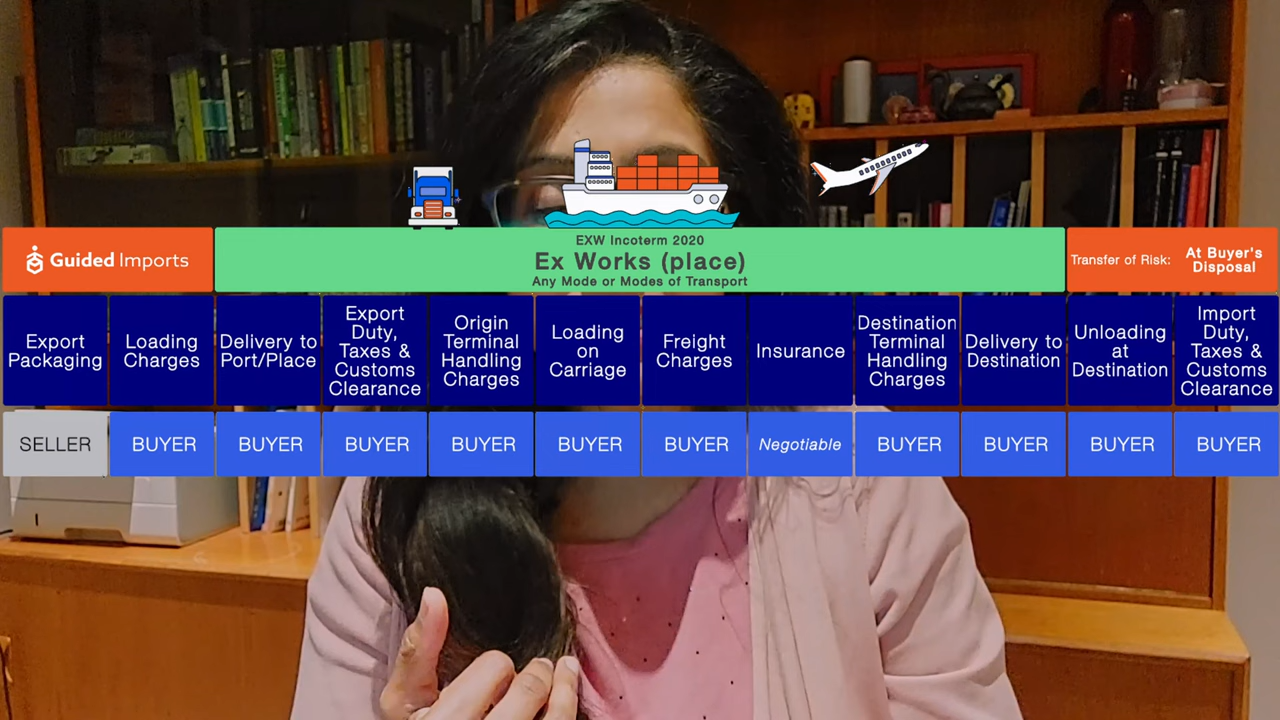 EXW Incoterm 2020
Guided Imports
Ex Works (place)
Any Mode or Modes of Transport
Transfer of Risk:
At Buyer's
Disposal
Export
Packaging
Loading
Charges
Delivery to
Port/Place
Export
Duty,
Taxes &
Customs
Clearance
Origin
Terminal
Handling
Charges
Loading
on
Carriage
Freight
Charges
Insurance
Destination
Terminal
Handling
Charges
Delivery to
Destination
Unloading
at
Destination
Import
Duty,
Taxes &
Customs
Clearance
SELLER
BUYER
BUYER
BUYER
BUYER
BUYER
BUYER
Negotiable
BUYER
BUYER
BUYER
BUYER